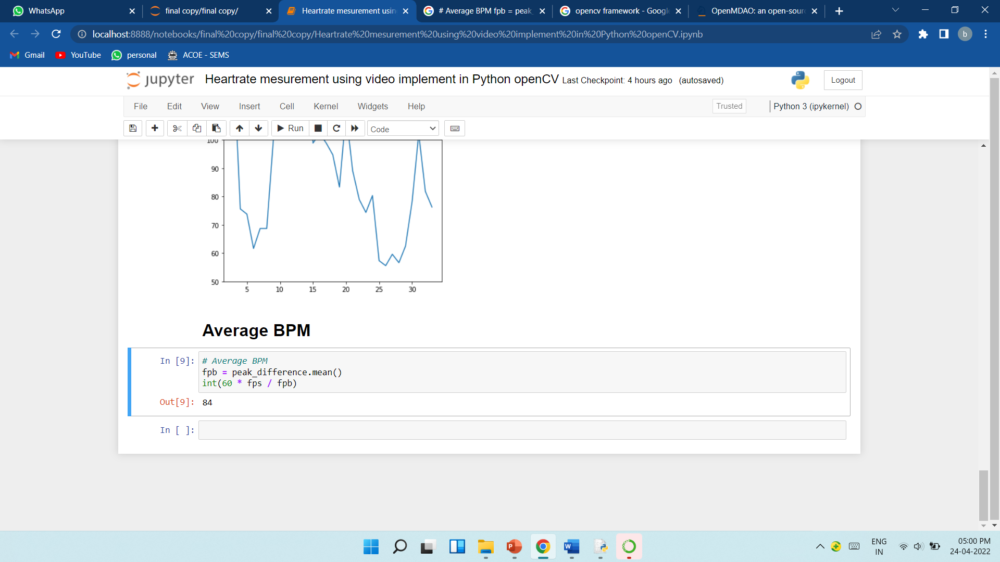 WhatsApp
final copy/final copy/
Heartrate mesurement usin
# Average BPM fpb = peak_
opencv framework - Google
OpenMDAO: an open-sour
localhost:8888/notebooks/final%20copy/final%20copy/Heartrate%20mesurement%20using%20video%20implement%20in%20Python%20openCV.ipynb
b
Gmail
YouTube
personal
ACOE - SEMS
jupyter
Heartrate mesurement using video implement in Python openCV
Last Checkpoint: 4 hours ago (autosaved)
Logout
File
Edit
View
Insert
Cell
Kernel
Widgets
Help
Trusted
Python 3 (ipykernel)
Run
Code
100
90
80
70
60
50
5
10
15
20
25
30
Average BPM
In [9]:
# Average BPM
fpb = peak_difference.mean()
int(60 * fps / fpb)
Out[9]:
84
In [ ]:
P
W
ENG
IN
05:00 PM
24-04-2022